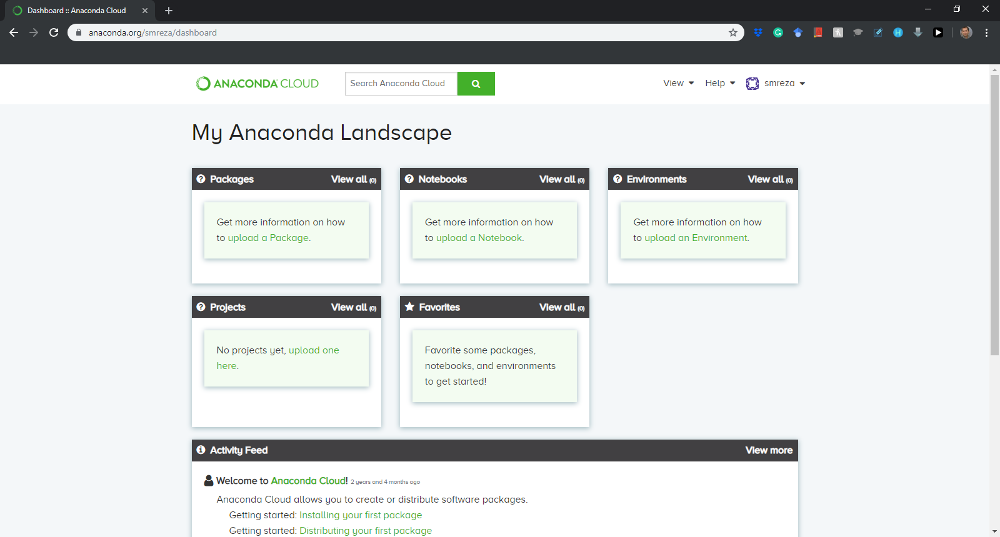 Dashboard :: Anaconda Cloud
anaconda.org/smreza/dashboard
ANACONDA CLOUD
Search Anaconda Cloud
View
Help
smreza
My Anaconda Landscape
Packages
View all (0)
Get more information on how
to upload a Package.
Notebooks
View all (0)
Get more information on how
to upload a Notebook.
Environments
View all (0)
Get more information on how
to upload an Environment.
Projects
View all (0)
No projects yet, upload one
here.
Favorites
View all (0)
Favorite some packages,
notebooks, and environments
to get started!
Activity Feed
View more
Welcome to Anaconda Cloud! 2 years and 4 months ago
Anaconda Cloud allows you to create or distribute software packages.
Getting started: Installing your first package
Getting started: Distributing your first package